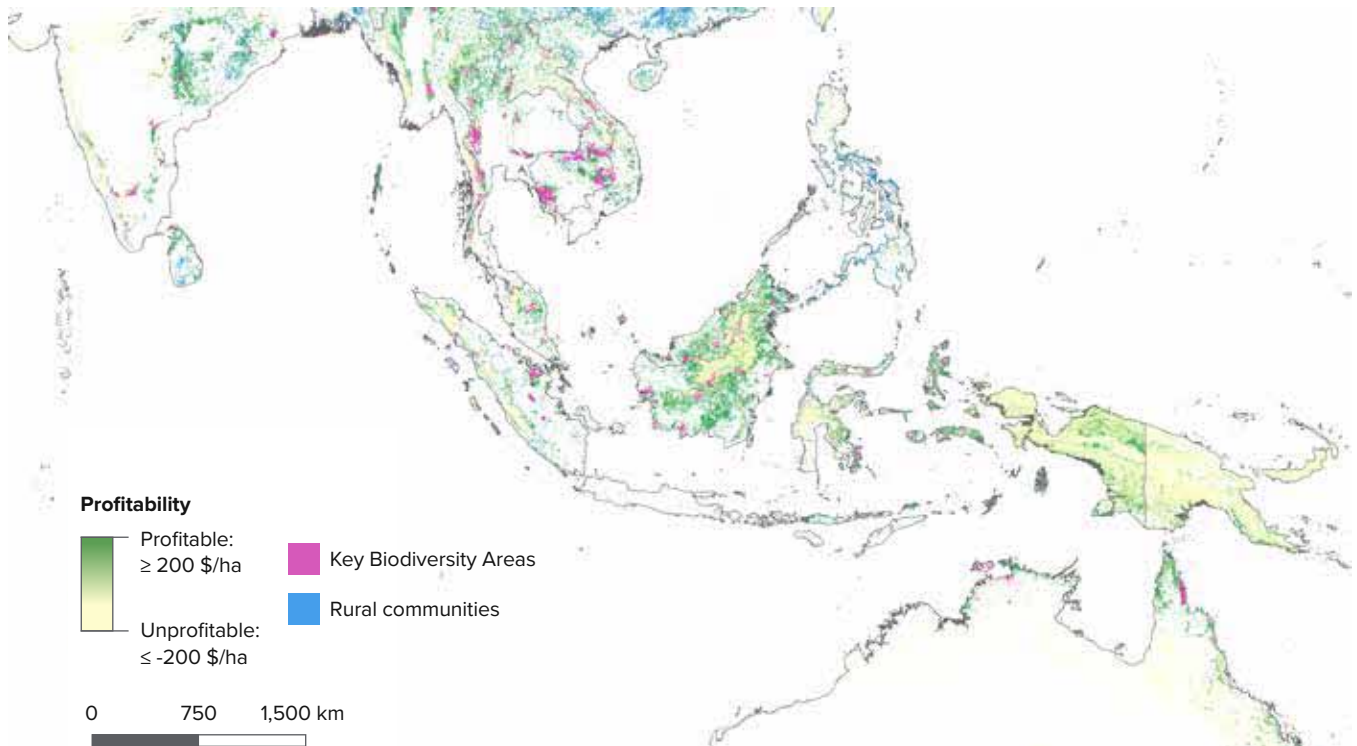 Profitability
Profitable:
≥ 200 $/ha
Unprofitable:
≤ -200 $/ha
Key Biodiversity Areas
Rural communities
0 750 1,500 km